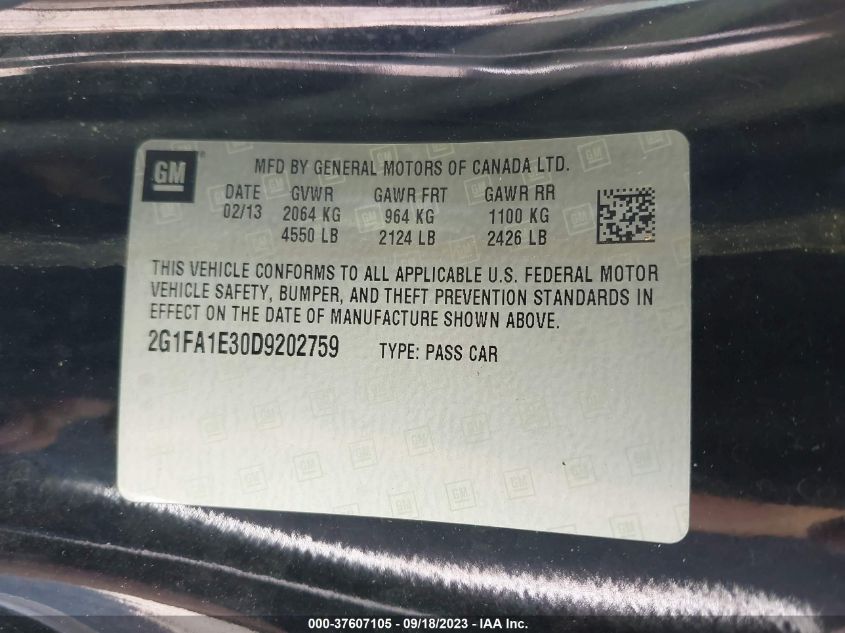 GM
MFD BY GENERAL MOTORS OF CANADA LTD.
DATE GVWR GAWR FRT GAWR RR
02/13 2064 KG 964 KG 1100 KG
4550 LB 2124 LB 2426 LB
THIS VEHICLE CONFORMS TO ALL APPLICABLE U.S. FEDERAL MOTOR
VEHICLE SAFETY, BUMPER, AND THEFT PREVENTION STANDARDS IN
EFFECT ON THE DATE OF MANUFACTURE SHOWN ABOVE.
2G1FA1E30D9202759 TYPE: PASS CAR
000-37607105 - 09/18/2023 - IAA Inc.